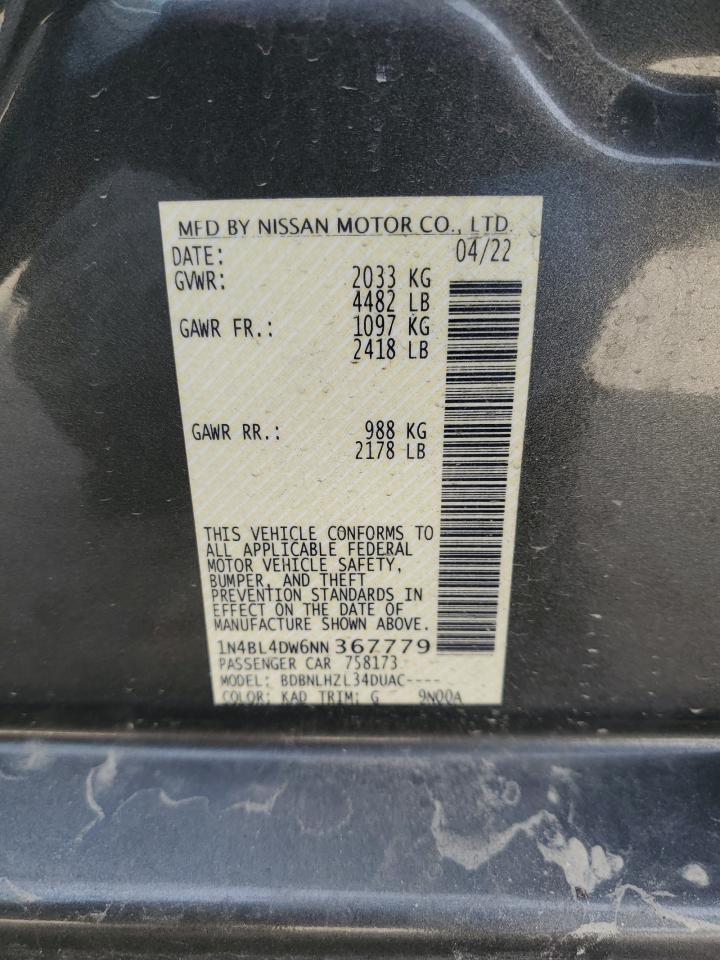 MFD BY NISSAN MOTOR CO., LTD.
DATE: 04/22
GVWR: 2033 KG
4482 LB
GAWR FR.: 1097 KG
2418 LB
GAWR RR.: 988 KG
2178 LB
THIS VEHICLE CONFORMS TO
ALL APPLICABLE FEDERAL
MOTOR VEHICLE SAFETY,
BUMPER, AND THEFT
PREVENTION STANDARDS IN
EFFECT ON THE DATE OF
MANUFACTURE SHOWN ABOVE.
1N4BL4DW6NN367779
PASSENGER CAR 758173
MODEL: BDBNLHZL34DUAC----
COLOR: KAD TRIM: G 9N00A